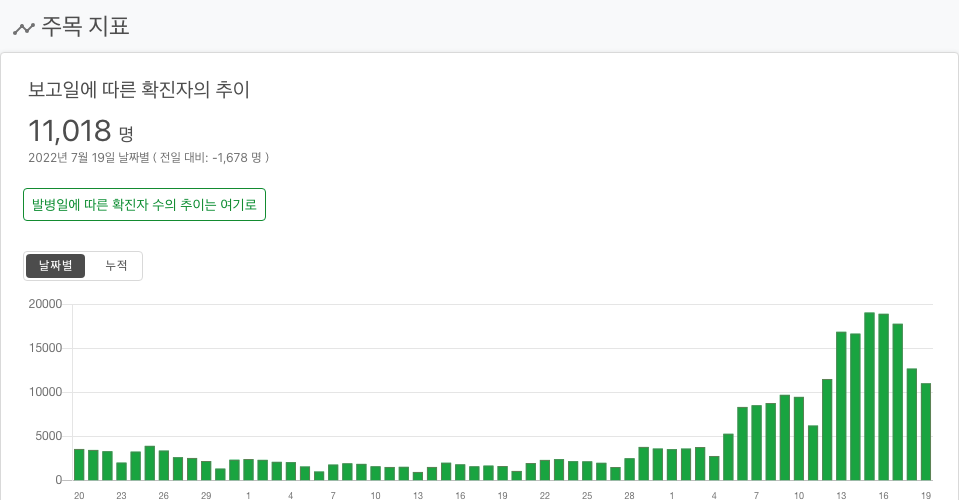 주목 지표
보고일에 따른 확진자의 추이
11,018 명
2022년 7월 19일 날짜별 ( 전일 대비: -1,678 명 )
발병일에 따른 확진자 수의 추이는 여기로
날짜별 누적
20000
15000
10000
5000
0
20 23 26 29 1 4 7 10 13 16 19 22 25 28 1 4 7 10 13 16 19